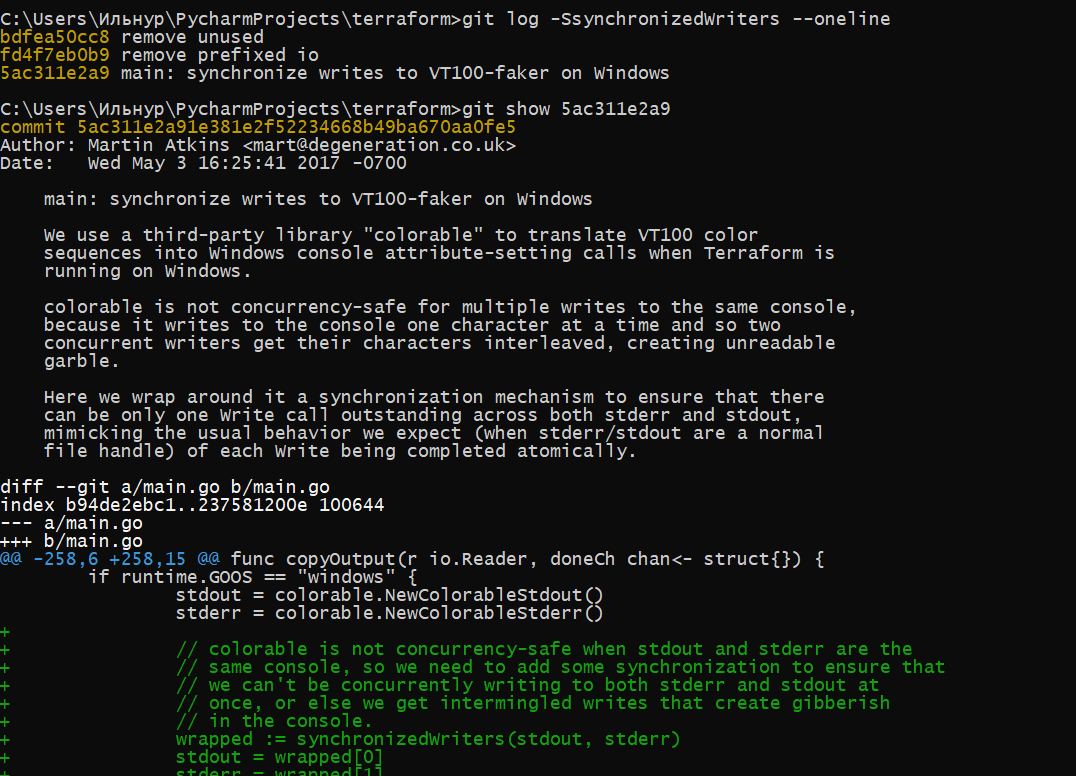 C:\Users\Ильнур\PycharmProjects\terraform>git log -SsynchronizedWriters --oneline
bdfea50cc8 remove unused
fd4f7eb0b9 remove prefixed io
5ac311e2a9 main: synchronize writes to VT100-faker on Windows
C:\Users\Ильнур\PycharmProjects\terraform>git show 5ac311e2a9
commit 5ac311e2a91e381e2f52234668b49ba670aa0fe5
Author: Martin Atkins <mart@degeneration.co.uk>
Date:   Wed May 3 16:25:41 2017 -0700
    main: synchronize writes to VT100-faker on Windows
    We use a third-party library "colorable" to translate VT100 color
    sequences into Windows console attribute-setting calls when Terraform is
    running on Windows.
    colorable is not concurrency-safe for multiple writes to the same console,
    because it writes to the console one character at a time and so two
    concurrent writers get their characters interleaved, creating unreadable
    garble.
    Here we wrap around it a synchronization mechanism to ensure that there
    can be only one Write call outstanding across both stderr and stdout,
    mimicking the usual behavior we expect (when stderr/stdout are a normal
    file handle) of each Write being completed atomically.
diff --git a/main.go b/main.go
index b94de2ebc1..237581200e 100644
--- a/main.go
+++ b/main.go
@@ -258,6 +258,15 @@ func copyOutput(r io.Reader, doneCh chan<- struct{}) {
        if runtime.GOOS == "windows" {
                stdout = colorable.NewColorableStdout()
                stderr = colorable.NewColorableStderr()
+
+               // colorable is not concurrency-safe when stdout and stderr are the
+               // same console, so we need to add some synchronization to ensure that
+               // we can't be concurrently writing to both stderr and stdout at
+               // once, or else we get intermingled writes that create gibberish
+               // in the console.
+               wrapped := synchronizedWriters(stdout, stderr)
+               stdout = wrapped[0]
+               stderr = wrapped[1]